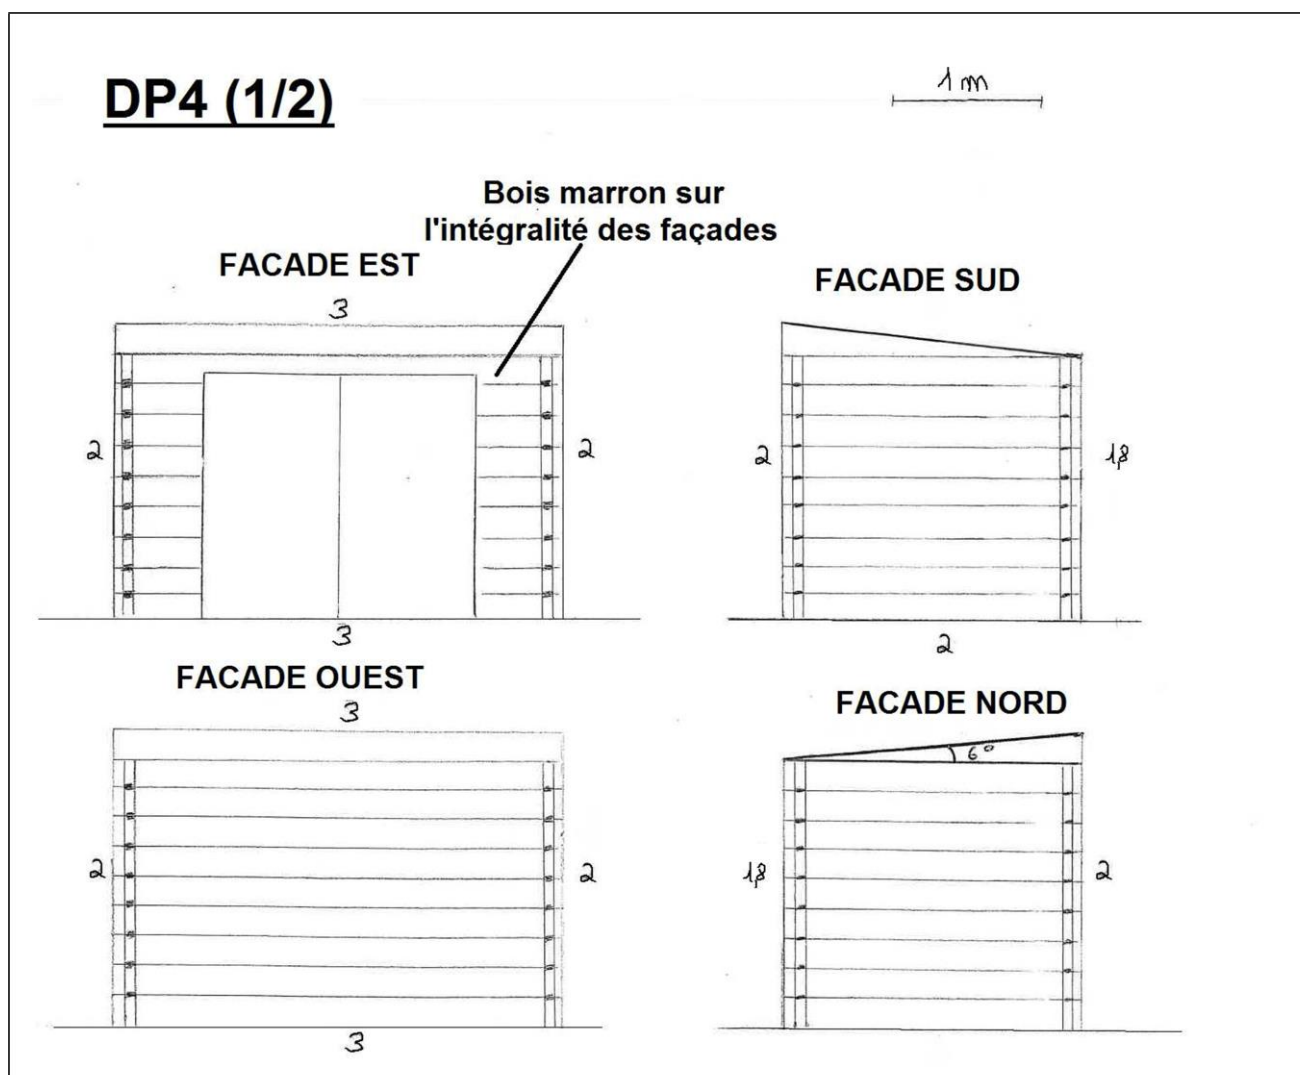 DP4 (1/2)
1 m
Bois marron sur
l'intégralité des façades
FACADE EST
3
2
2
3
FACADE SUD
2
1,8
2
FACADE OUEST
3
2
2
3
FACADE NORD
6°
1,8
2